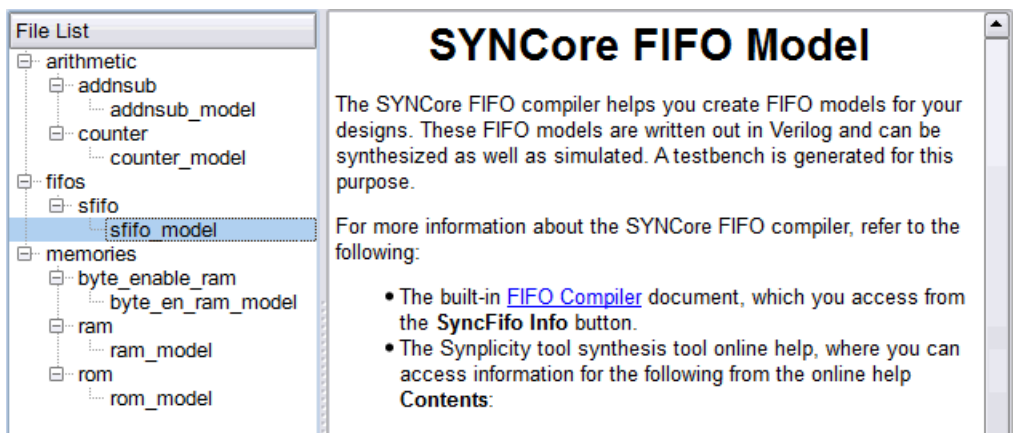 File List
arithmetic
addnsub
addnsub_model
counter
counter_model
fifos
sfifo
sfifo_model
memories
byte_enable_ram
byte_en_ram_model
ram
ram_model
rom
rom_model
SYNCore FIFO Model
The SYNCore FIFO compiler helps you create FIFO models for your
designs. These FIFO models are written out in Verilog and can be
synthesized as well as simulated. A testbench is generated for this
purpose.
For more information about the SYNCore FIFO compiler, refer to the
following:
• The built-in FIFO Compiler document, which you access from
the SyncFifo Info button.
• The Synplicity tool synthesis tool online help, where you can
access information for the following from the online help
Contents: